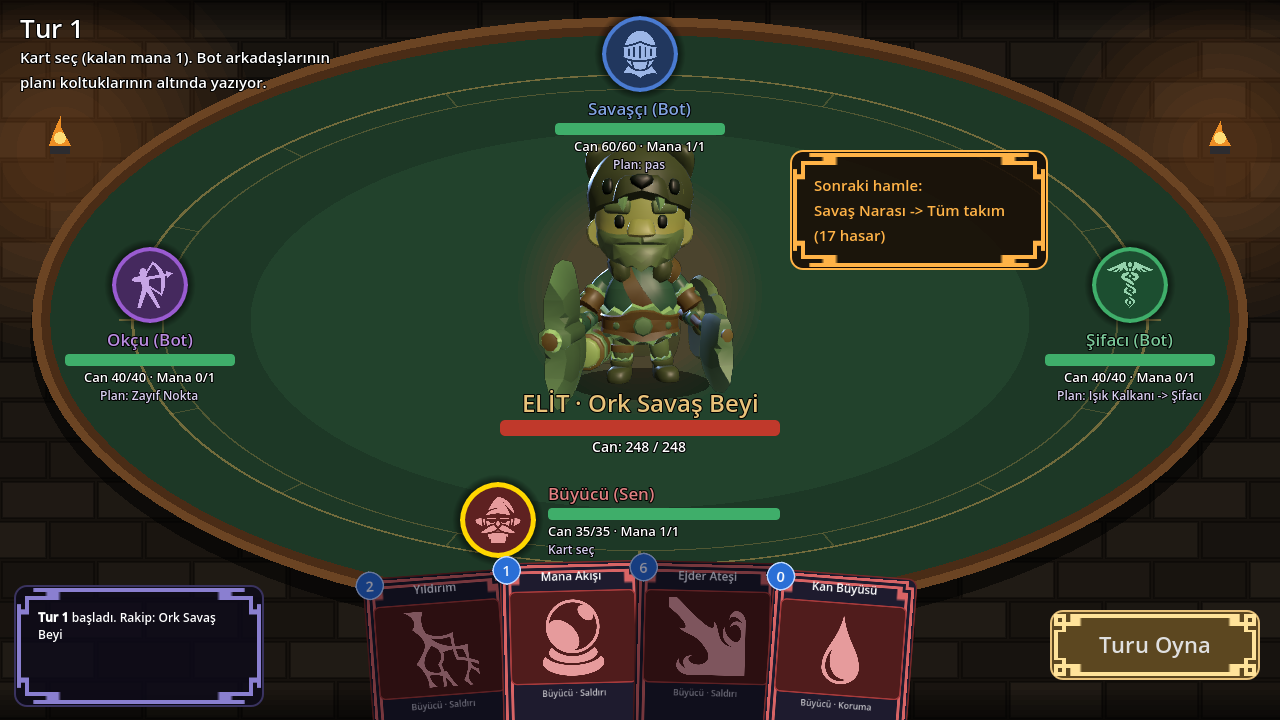 Tur 1
Kart seç (kalan mana 1). Bot arkadaşlarının
planı koltuklarının altında yazıyor.
Savaşçı (Bot)
Can 60/60 · Mana 1/1
Plan: pas
Sonraki hamle:
Savaş Narası -> Tüm takım
(17 hasar)
Okçu (Bot)
Can 40/40 · Mana 0/1
Plan: Zayıf Nokta
Şifacı (Bot)
Can 40/40 · Mana 0/1
Plan: Işık Kalkanı -> Şifacı
ELİT · Ork Savaş Beyi
Can: 248 / 248
Büyücü (Sen)
Can 35/35 · Mana 1/1
Kart seç
2
Yıldırım
Büyücü · Saldırı
1
Mana Akışı
Büyücü · Saldırı
6
Ejder Ateşi
Büyücü · Saldırı
0
Kan Büyüsü
Büyücü · Koruma
Tur 1 başladı. Rakip: Ork Savaş
Beyi
Turu Oyna